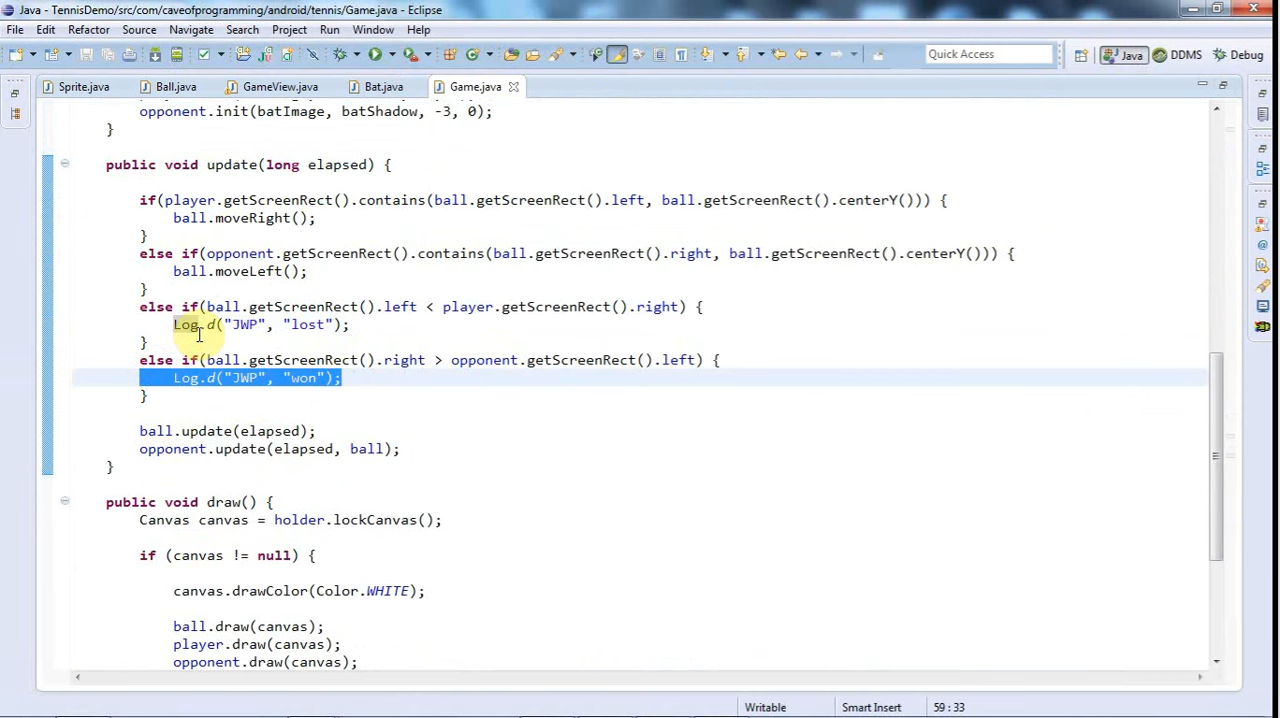 Java - TennisDemo/src/com/caveofprogramming/android/tennis/Game.java - Eclipse
File Edit Refactor Source Navigate Search Project Run Window Help
Quick Access Java DDMS Debug
Sprite.java Ball.java GameView.java Bat.java Game.java
opponent.init(batImage, batShadow, -3, 0);
}
public void update(long elapsed) {
if(player.getScreenRect().contains(ball.getScreenRect().left, ball.getScreenRect().centerY())) {
ball.moveRight();
}
else if(opponent.getScreenRect().contains(ball.getScreenRect().right, ball.getScreenRect().centerY())) {
ball.moveLeft();
}
else if(ball.getScreenRect().left < player.getScreenRect().right) {
Log.d("JWP", "lost");
}
else if(ball.getScreenRect().right > opponent.getScreenRect().left) {
Log.d("JWP", "won");
}
ball.update(elapsed);
opponent.update(elapsed, ball);
}
public void draw() {
Canvas canvas = holder.lockCanvas();
if (canvas != null) {
canvas.drawColor(Color.WHITE);
ball.draw(canvas);
player.draw(canvas);
opponent.draw(canvas);
Writable Smart Insert 59 : 33